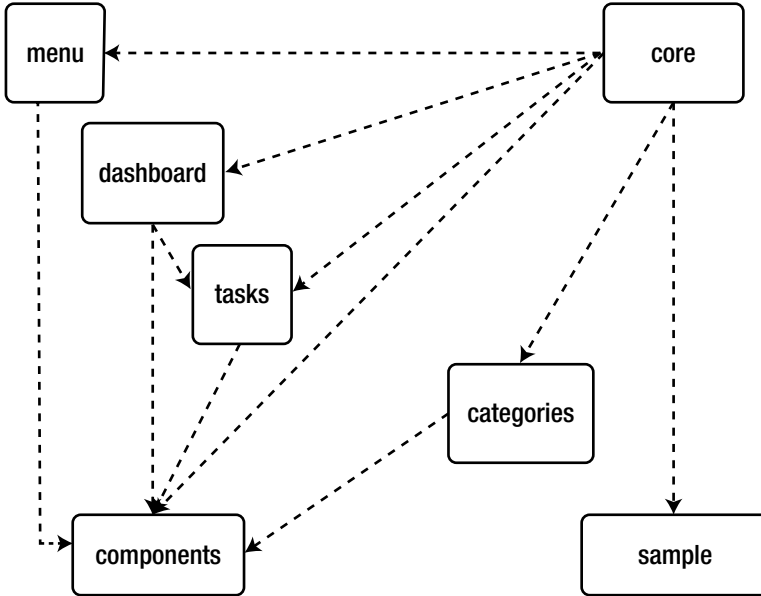 menu
core
dashboard
tasks
categories
components
sample